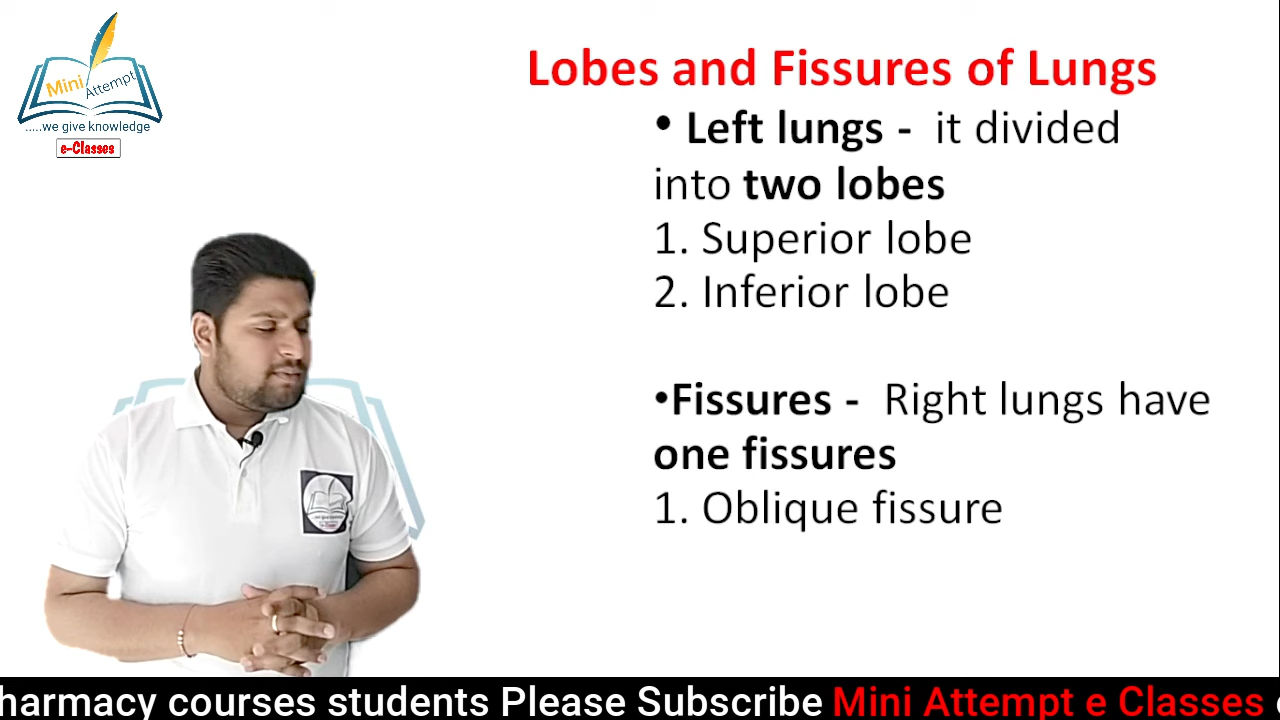 Mini Attempt
.....we give knowledge
e-Classes
Lobes and Fissures of Lungs
• Left lungs - it divided
into two lobes
1. Superior lobe
2. Inferior lobe
•Fissures - Right lungs have
one fissures
1. Oblique fissure
harmacy courses students Please Subscribe Mini Attempt e Classes